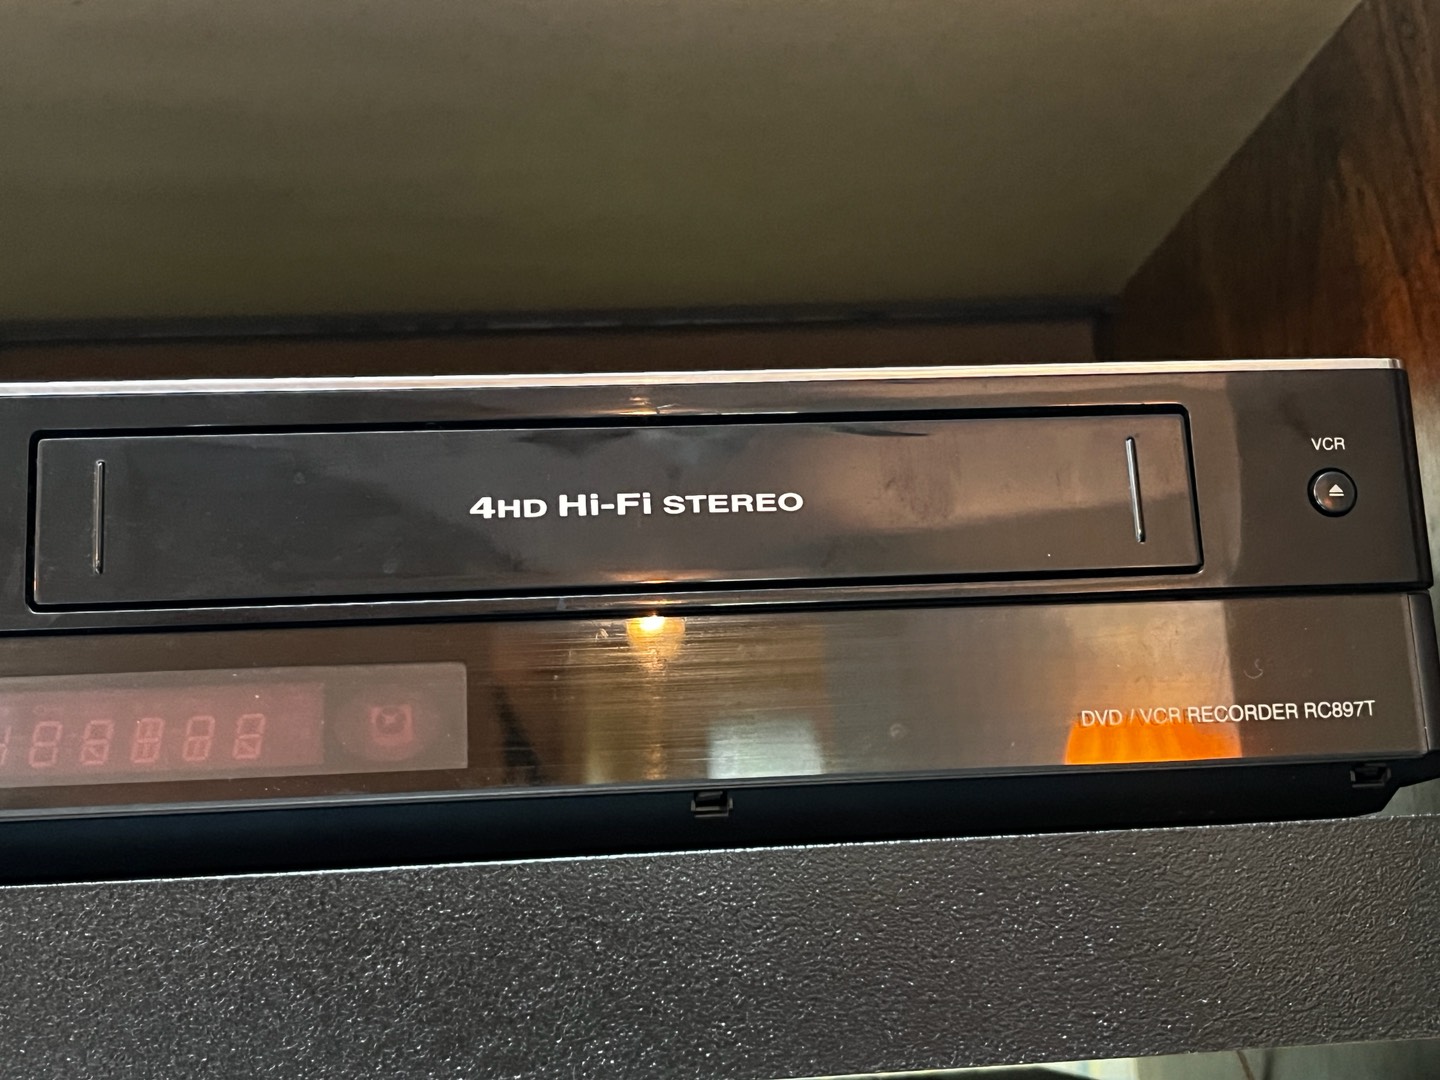 VCR
4HD Hi-Fi STEREO
DVD / VCR RECORDER RC897T